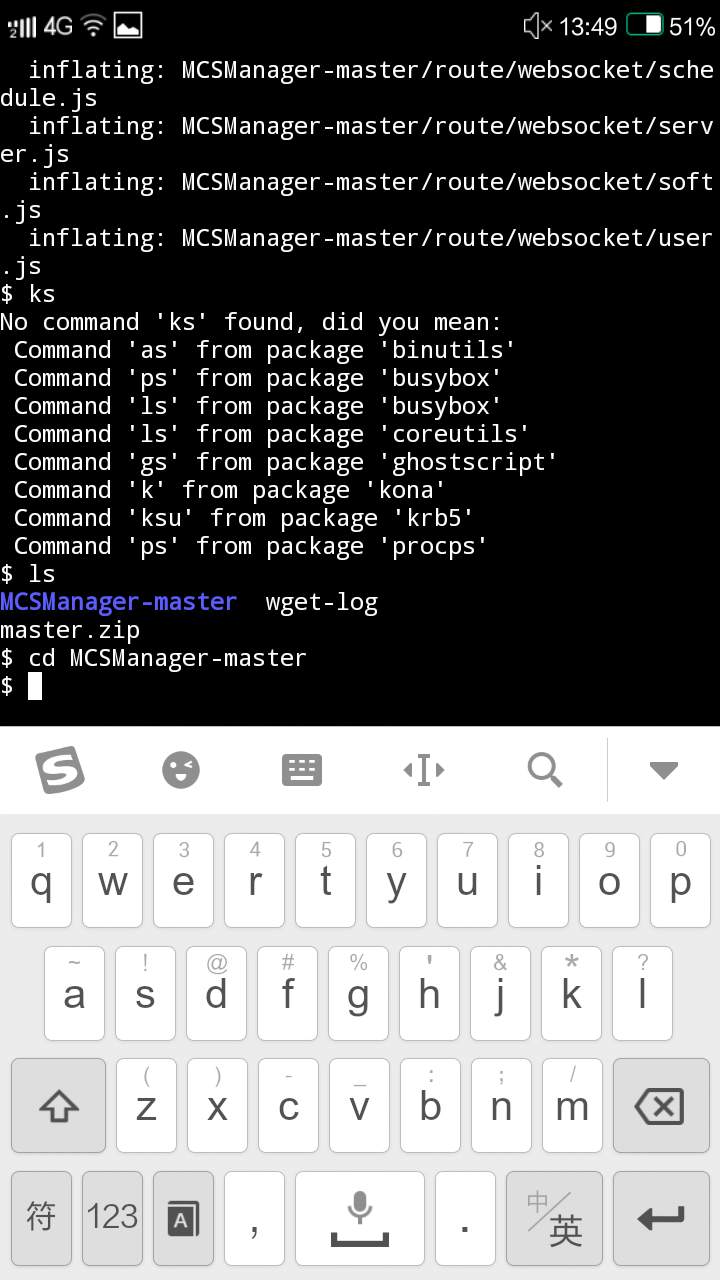 2 4G 13:49 51%
  inflating: MCSManager-master/route/websocket/sche
dule.js
  inflating: MCSManager-master/route/websocket/serv
er.js
  inflating: MCSManager-master/route/websocket/soft
.js
  inflating: MCSManager-master/route/websocket/user
.js
$ ks
No command 'ks' found, did you mean:
 Command 'as' from package 'binutils'
 Command 'ps' from package 'busybox'
 Command 'ls' from package 'busybox'
 Command 'ls' from package 'coreutils'
 Command 'gs' from package 'ghostscript'
 Command 'k' from package 'kona'
 Command 'ksu' from package 'krb5'
 Command 'ps' from package 'procps'
$ ls
MCSManager-master  wget-log
master.zip
$ cd MCSManager-master
$
S
1 2 3 4 5 6 7 8 9 0
q w e r t y u i o p
~ ! @ # % ' & * ?
a s d f g h j k l
( ) - _ : ; /
z x c v b n m
符 123 A , . 中/英